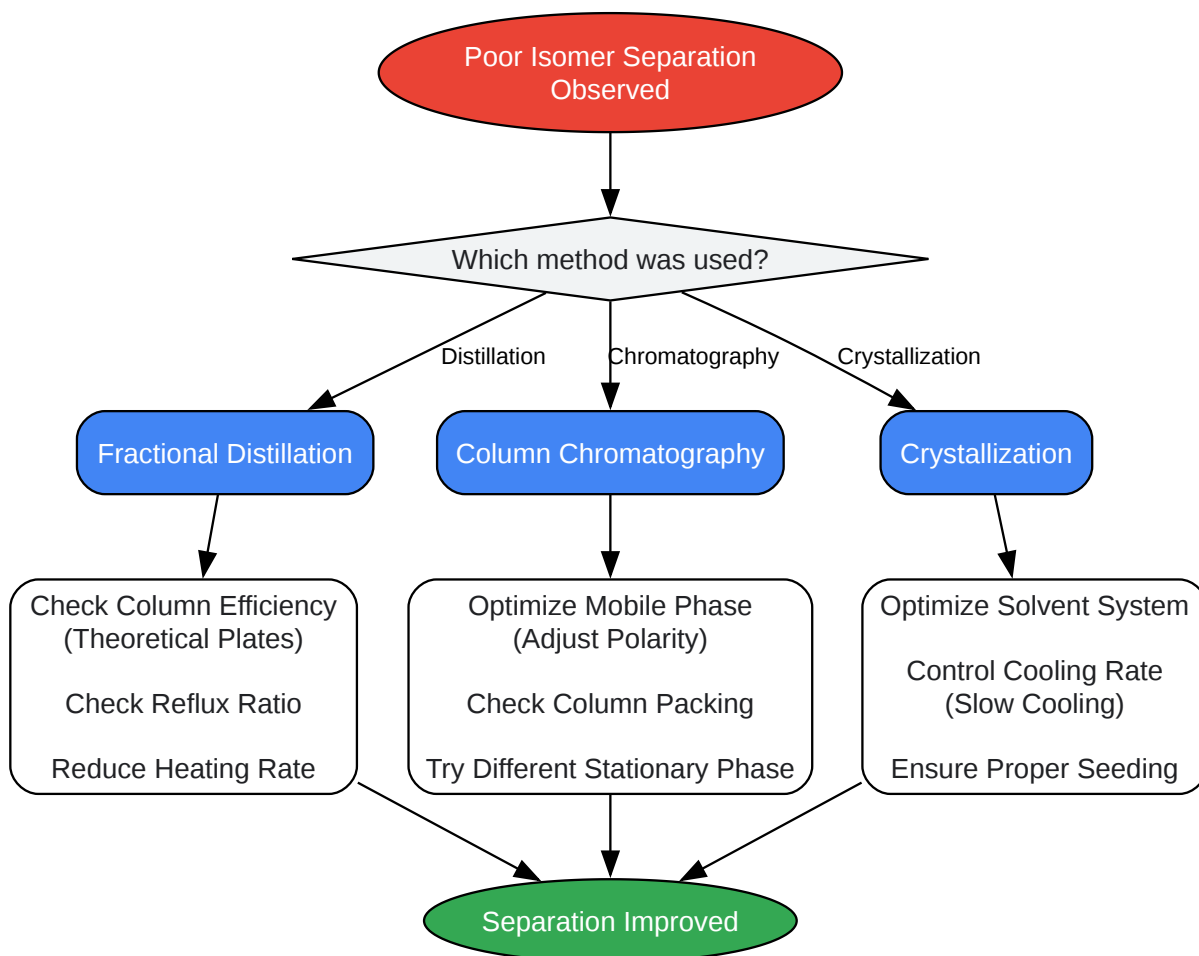 Poor Isomer Separation
Observed
Which method was used?
Distillation
Chromatography
Crystallization
Fractional Distillation
Column Chromatography
Crystallization
Check Column Efficiency
(Theoretical Plates)
Check Reflux Ratio
Reduce Heating Rate
Optimize Mobile Phase
(Adjust Polarity)
Check Column Packing
Try Different Stationary Phase
Optimize Solvent System
Control Cooling Rate
(Slow Cooling)
Ensure Proper Seeding
Separation Improved